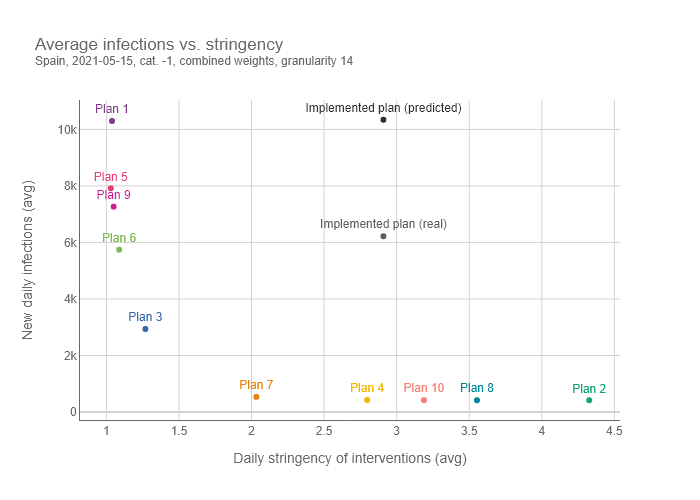 Average infections vs. stringency
Spain, 2021-05-15, cat. -1, combined weights, granularity 14
Plan 1
Implemented plan (predicted)
10k
Plan 5
8k
Plan 9
Implemented plan (real)
Plan 6
6k
Plan 3
4k
2k
Plan 7
Plan 4
Plan 10
Plan 8
Plan 2
0
1
1.5
2
2.5
3
3.5
4
4.5
New daily infections (avg)
Daily stringency of interventions (avg)